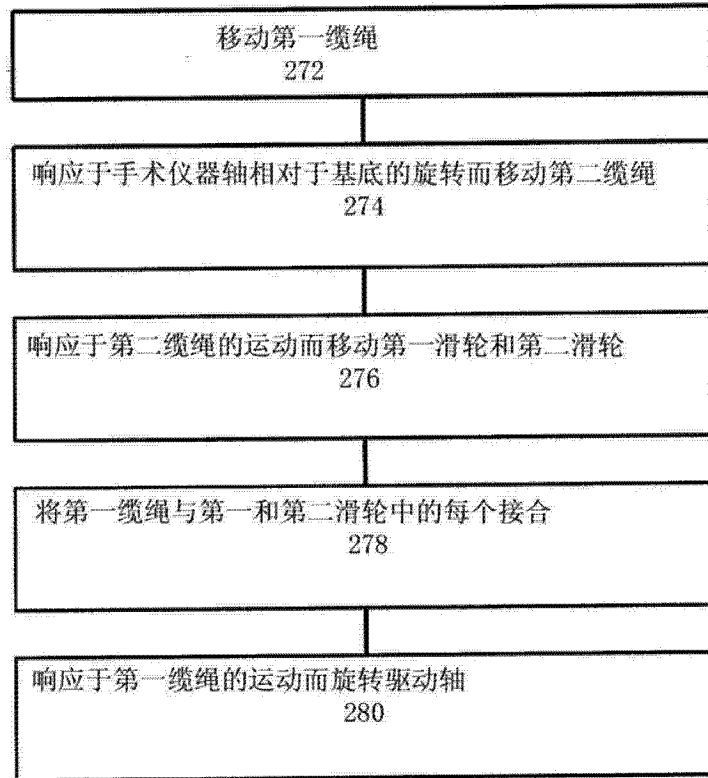 移动第一缆绳
272
响应于手术仪器轴相对于基底的旋转而移动第二缆绳
274
响应于第二缆绳的运动而移动第一滑轮和第二滑轮
276
将第一缆绳与第一和第二滑轮中的每个接合
278
响应于第一缆绳的运动而旋转驱动轴
280